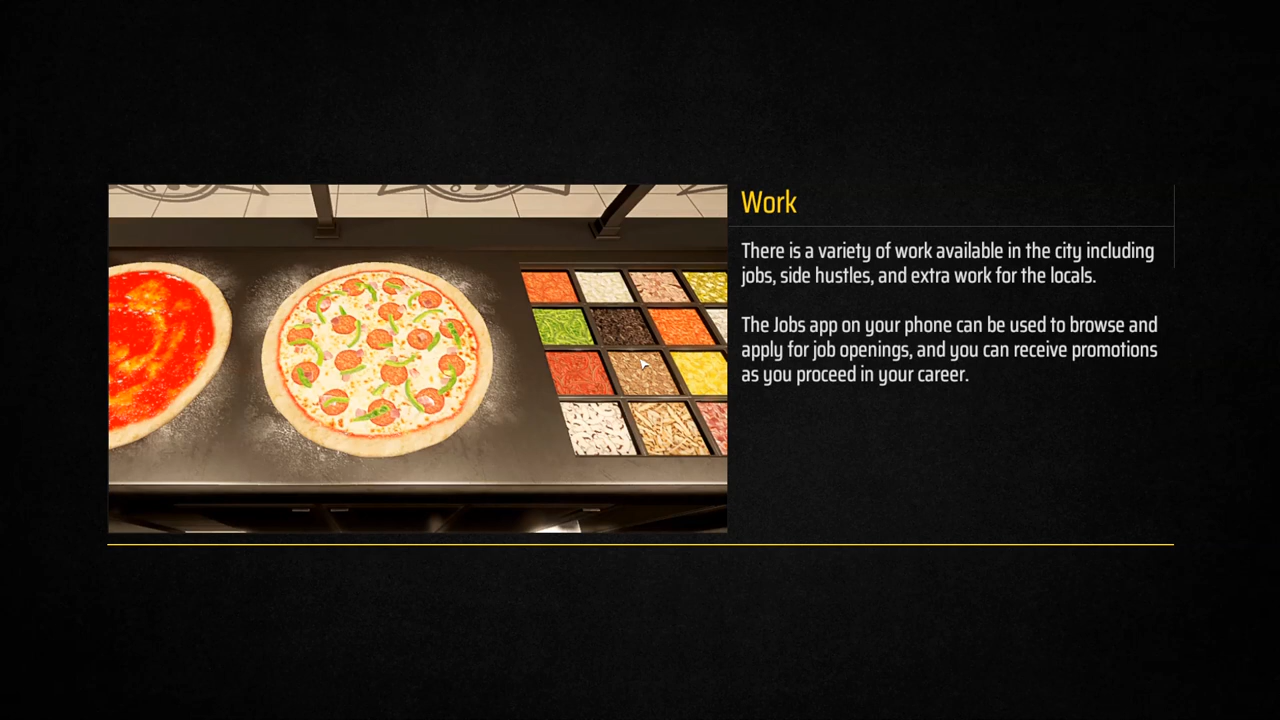 Work
There is a variety of work available in the city including
jobs, side hustles, and extra work for the locals.
The Jobs app on your phone can be used to browse and
apply for job openings, and you can receive promotions
as you proceed in your career.